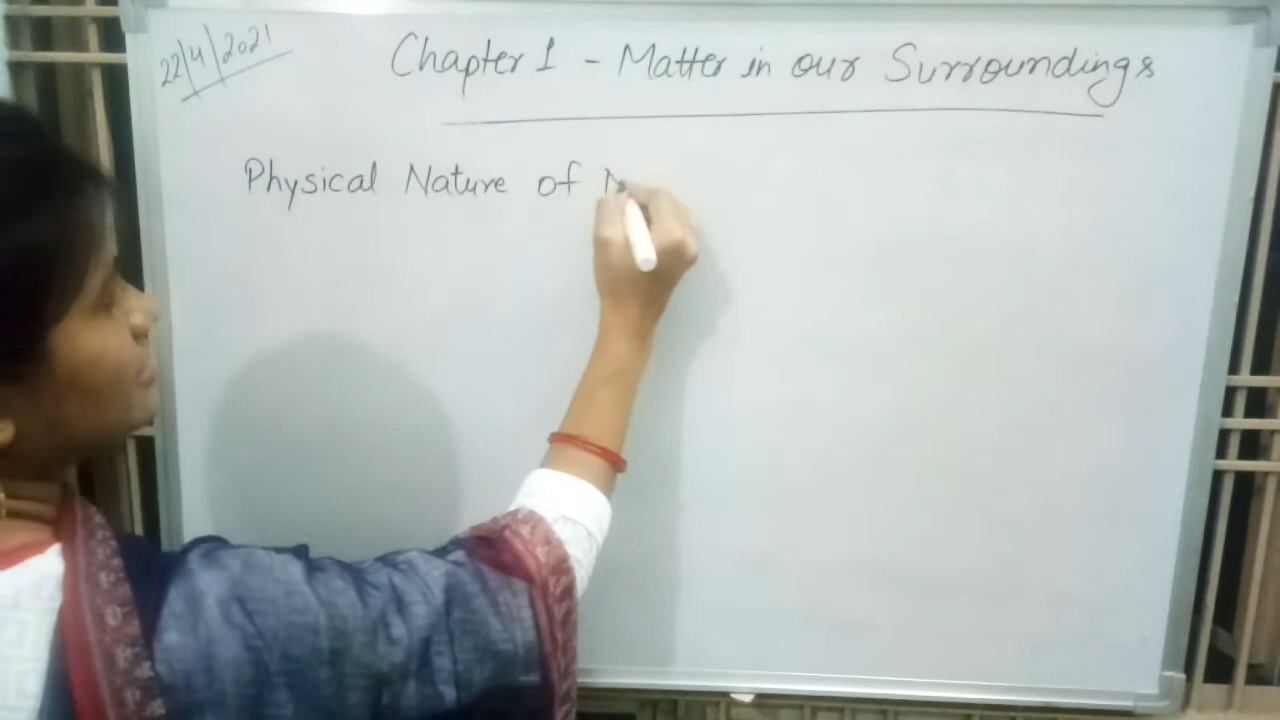 22/4/2021
Chapter 1 - Matter in our Surroundings
Physical Nature of